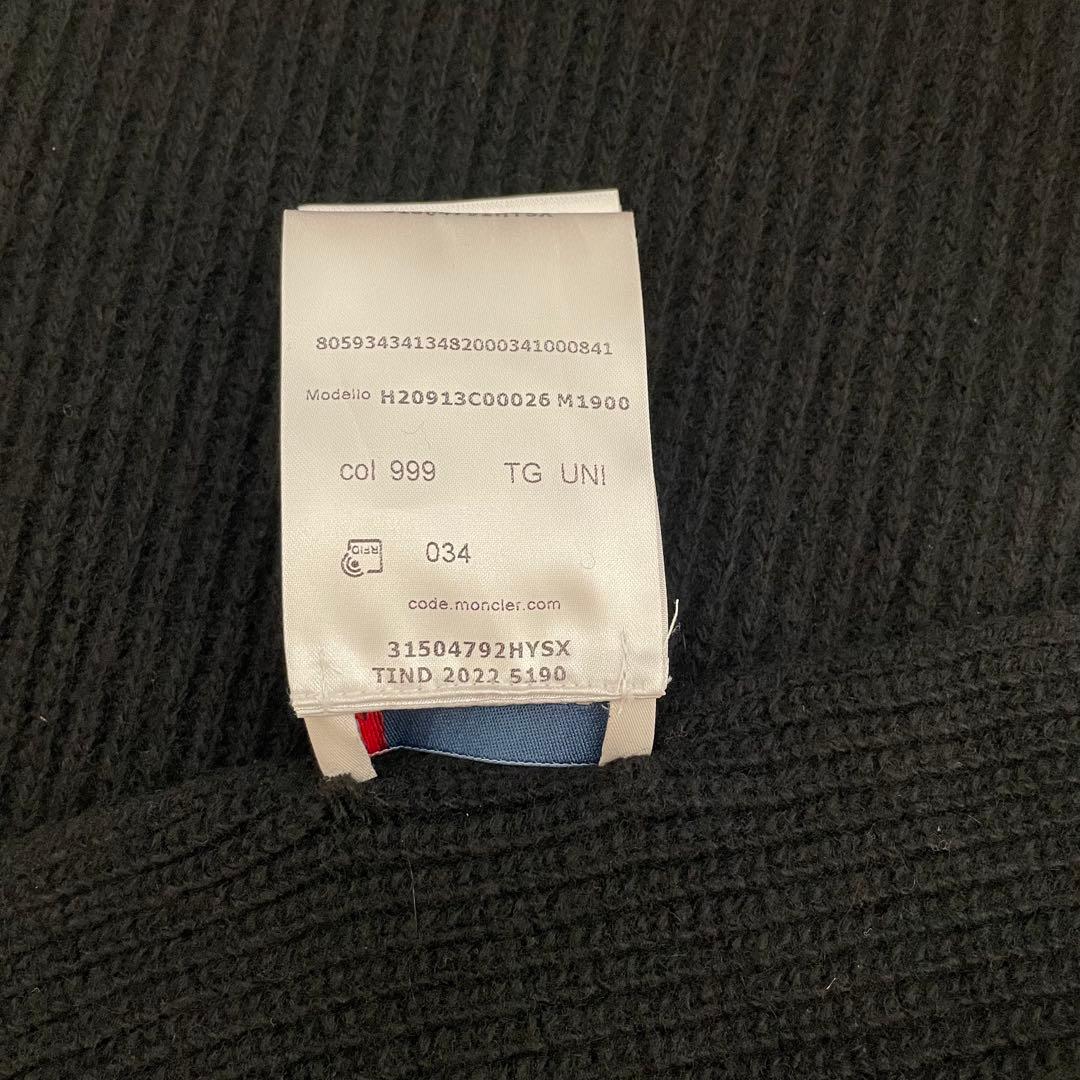 8059343413482000341000841
Modello H20913C00026 M1900
col 999 TG UNI
RFID 034
code.moncler.com
31504792HYSX
TIND 2022 5190